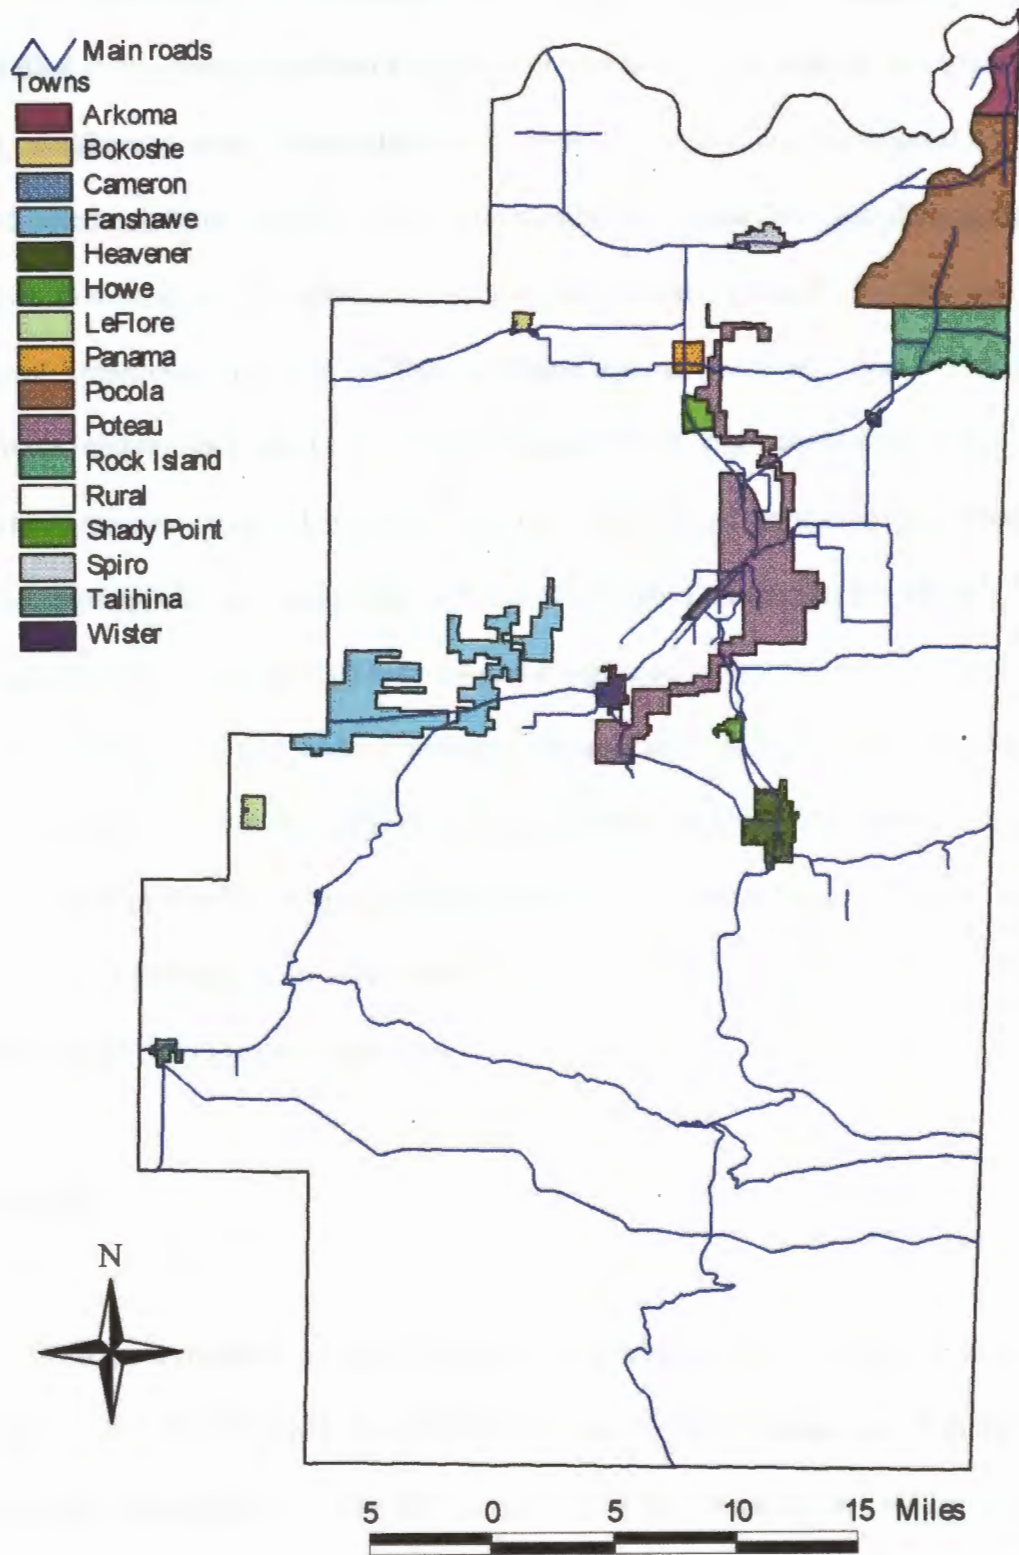 Main roads
Towns
Arkoma
Bokoshe
Cameron
Fanshawe
Heavener
Howe
LeFlore
Panama
Pocola
Poteau
Rock Island
Rural
Shady Point
Spiro
Talihina
Wister
N
5 0 5 10 15 Miles